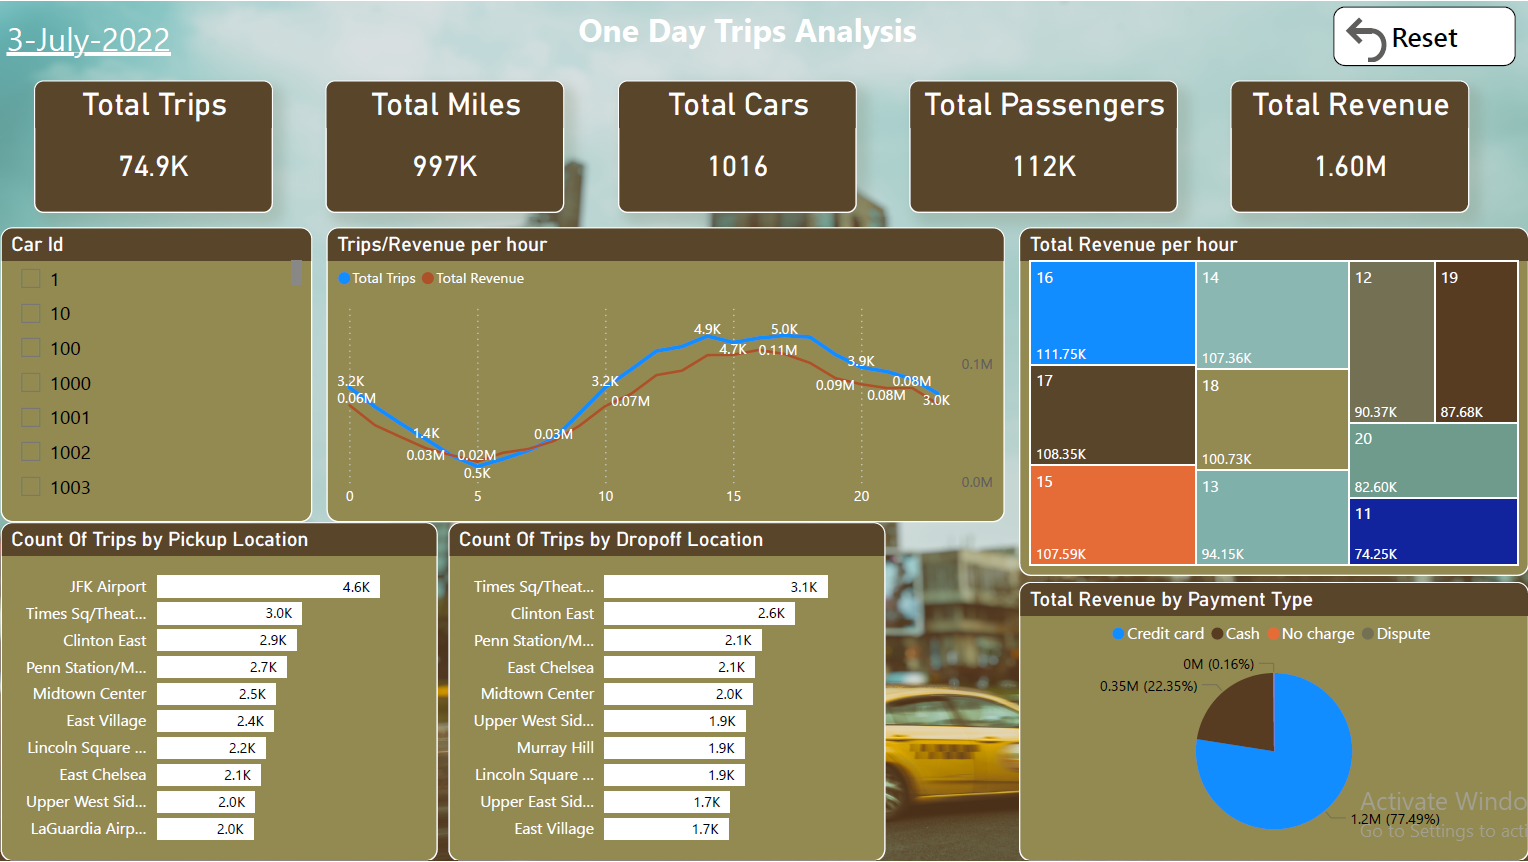 3-July-2022
One Day Trips Analysis
Reset
Total Trips
74.9K
Total Miles
997K
Total Cars
1016
Total Passengers
112K
Total Revenue
1.60M
Car Id
1
10
100
1000
1001
1002
1003
Trips/Revenue per hour
Total Trips Total Revenue
4.9K 5.0K
4.7K 0.11M
0.1M
3.9K
3.2K 3.2K 0.09M 0.08M
0.06M 0.07M 0.08M 3.0K
1.4K 0.03M
0.03M 0.02M
0.5K
0.0M
0 5 10 15 20
Total Revenue per hour
16
111.75K
17
108.35K
15
107.59K
14
107.36K
18
100.73K
13
94.15K
12
90.37K
19
87.68K
20
82.60K
11
74.25K
Count Of Trips by Pickup Location
JFK Airport 4.6K
Times Sq/Theat... 3.0K
Clinton East 2.9K
Penn Station/M... 2.7K
Midtown Center 2.5K
East Village 2.4K
Lincoln Square ... 2.2K
East Chelsea 2.1K
Upper West Sid... 2.0K
LaGuardia Airp... 2.0K
Count Of Trips by Dropoff Location
Times Sq/Theat... 3.1K
Clinton East 2.6K
Penn Station/M... 2.1K
East Chelsea 2.1K
Midtown Center 2.0K
Upper West Sid... 1.9K
Murray Hill 1.9K
Lincoln Square ... 1.9K
Upper East Sid... 1.7K
East Village 1.7K
Total Revenue by Payment Type
Credit card Cash No charge Dispute
0M (0.16%)
0.35M (22.35%)
1.2M (77.49%)
Activate Windo
Go to Settings to acti